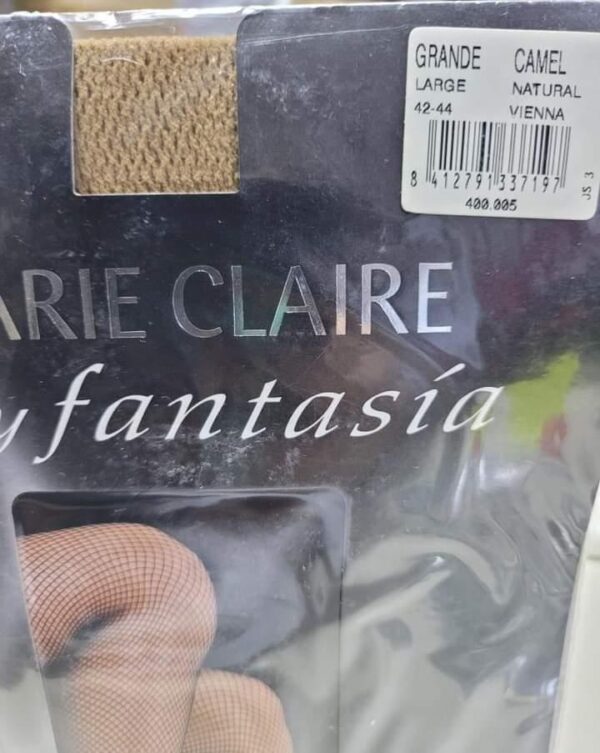 GRANDE CAMEL
LARGE NATURAL
42-44 VIENNA
8 412791 337197
400.005
JS 3
ARIE CLAIRE
y fantasía